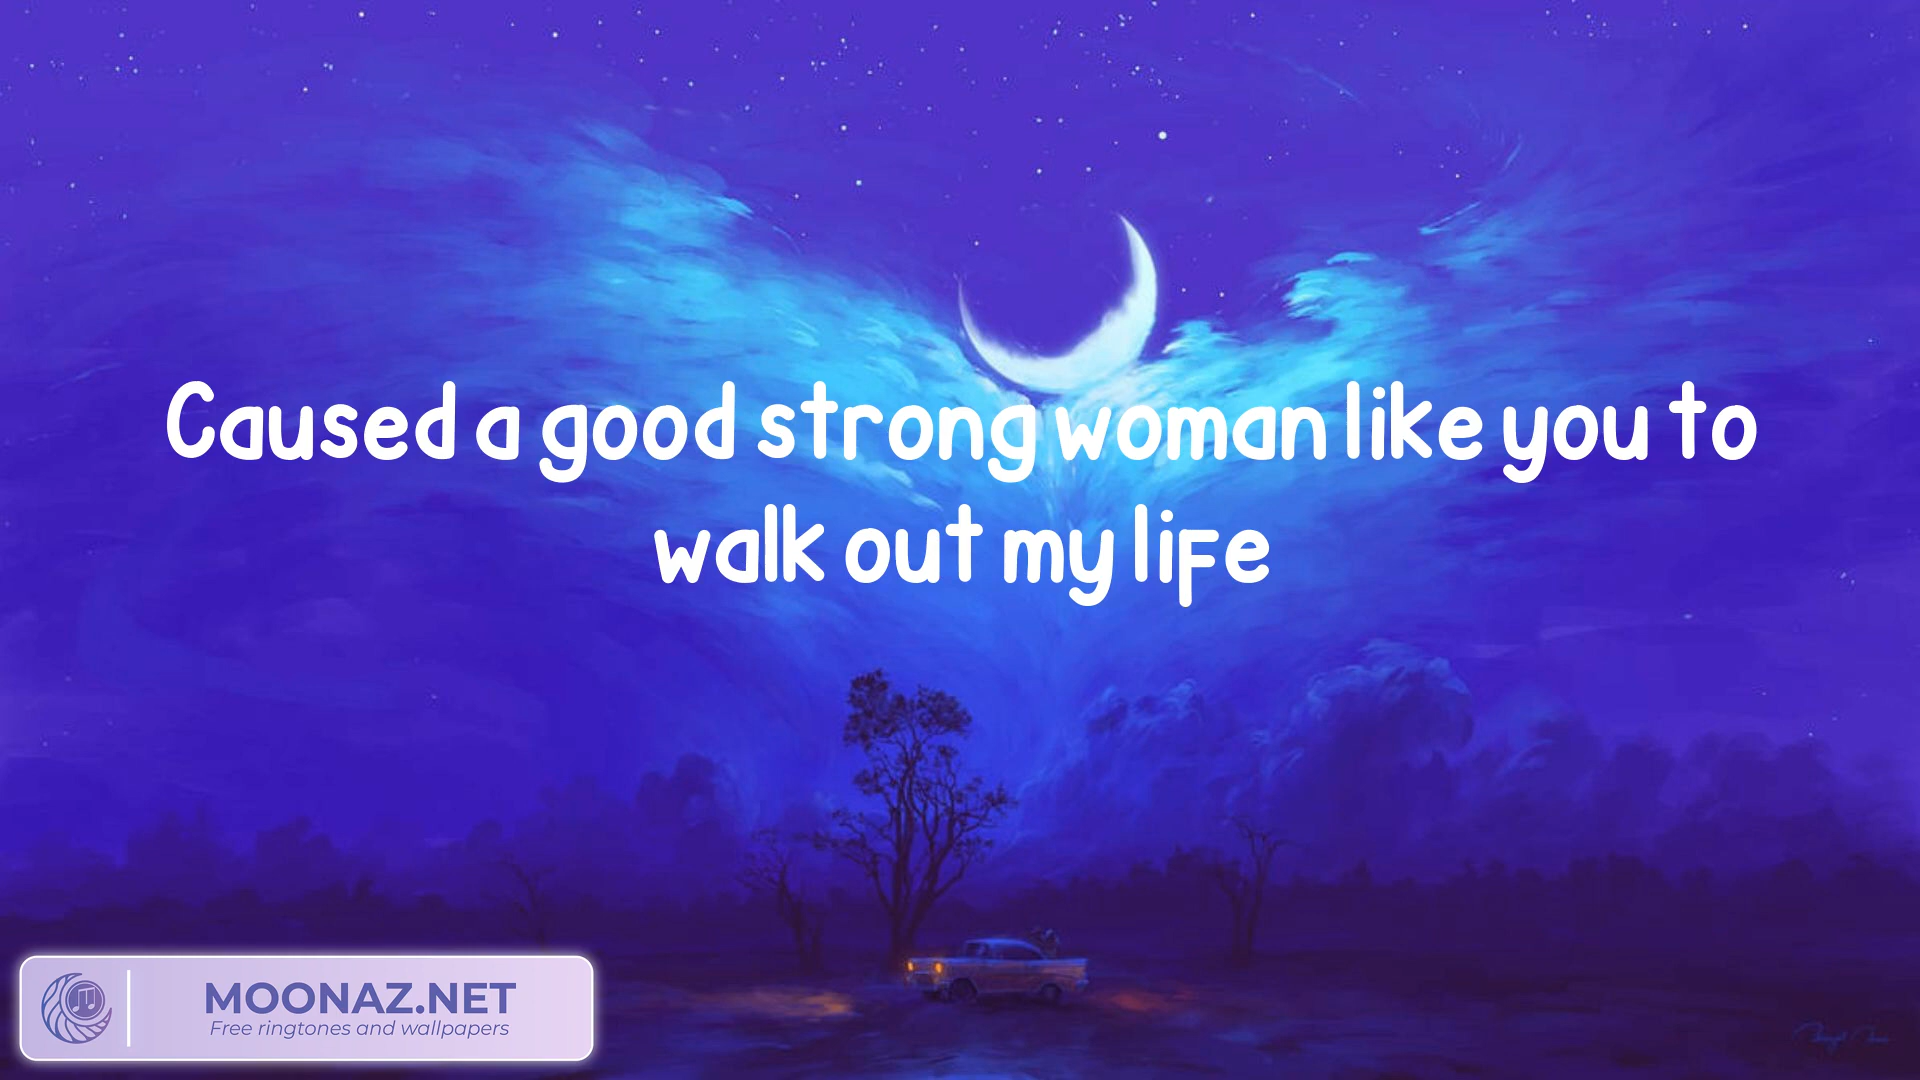 Caused a good strong woman like you to
walk out my life
MOONAZ.NET
Free ringtones and wallpapers